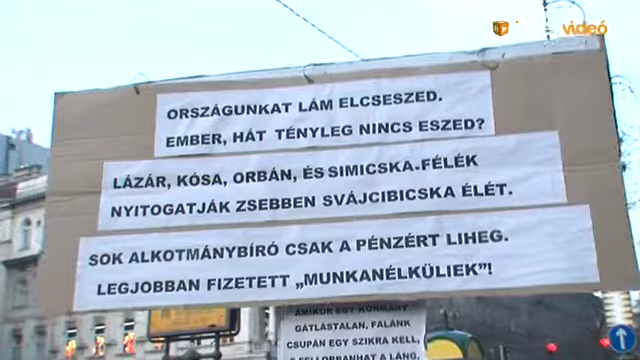 videó
ORSZÁGUNKAT LÁM ELCSESZED.
EMBER, HÁT TÉNYLEG NINCS ESZED?
LÁZÁR, KÓSA, ORBÁN, ÉS SIMICSKA-FÉLÉK
NYITOGATJÁK ZSEBBEN SVÁJCIBICSKA ÉLÉT.
SOK ALKOTMÁNYBÍRÓ CSAK A PÉNZÉRT LIHEG.
LEGJOBBAN FIZETETT „MUNKANÉLKÜLIEK”!
AMIKOR EGY KORMÁNY
GÁTLÁSTALAN, FALÁNK
CSUPÁN EGY SZIKRA KELL,
S FELLOBBANHAT A LÁNG,